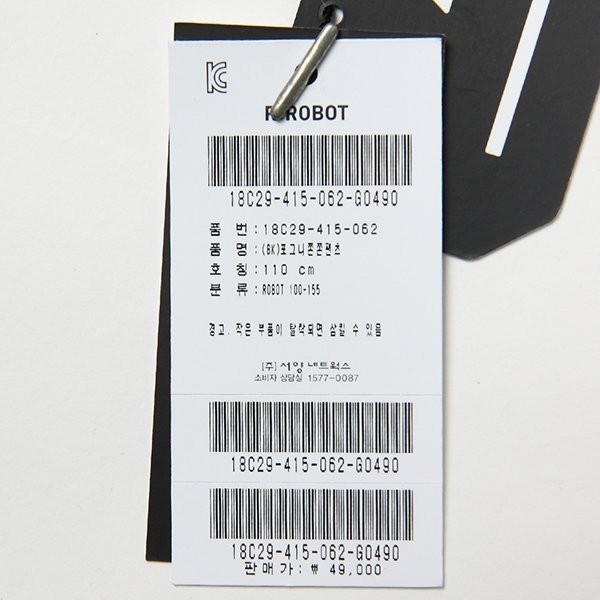 KC
R.ROBOT
18C29-415-062-G0490
품 번 : 18C29-415-062
품 명 : (BK)포그니쫀쫀팬츠
호 칭 : 110 cm
분 류 : ROBOT 100-155
경고, 작은 부품이 탈착되면 삼킬 수 있음
(주) 서양네트웍스
소비자 상담실 1577-0087
18C29-415-062-G0490
18C29-415-062-G0490
판매가 : ₩ 49,000